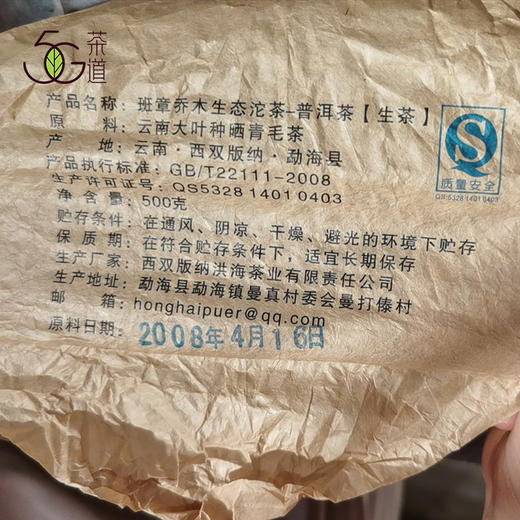 5G茶道
产品名称：班章乔木生态沱茶-普洱茶【生茶】
原　　料：云南大叶种晒青毛茶
产　　地：云南·西双版纳·勐海县
产品执行标准：GB/T22111-2008
生产许可证号：QS5328 1401 0403
净 含 量：500克
贮存条件：在通风、阴凉、干燥、避光的环境下贮存
保 质 期：在符合贮存条件下，适宜长期保存
生产厂家：西双版纳洪海茶业有限责任公司
生产地址：勐海县勐海镇曼真村委会曼打傣村
邮　　箱：honghaipuer@qq.com
原料日期：2008年4月16日
QS
质量安全
QS 5328 1401 0403